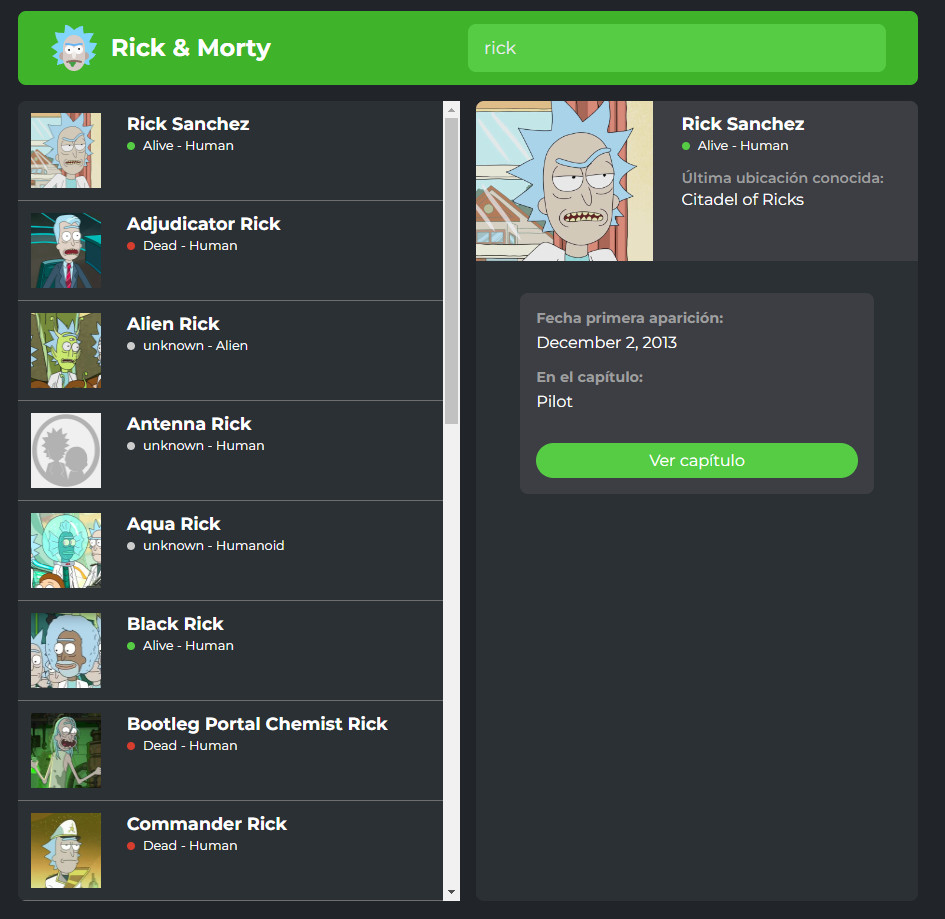 Rick & Morty
rick
Rick Sanchez
Alive - Human
Adjudicator Rick
Dead - Human
Alien Rick
unknown - Alien
Antenna Rick
unknown - Human
Aqua Rick
unknown - Humanoid
Black Rick
Alive - Human
Bootleg Portal Chemist Rick
Dead - Human
Commander Rick
Dead - Human
Rick Sanchez
Alive - Human
Última ubicación conocida:
Citadel of Ricks
Fecha primera aparición:
December 2, 2013
En el capítulo:
Pilot
Ver capítulo